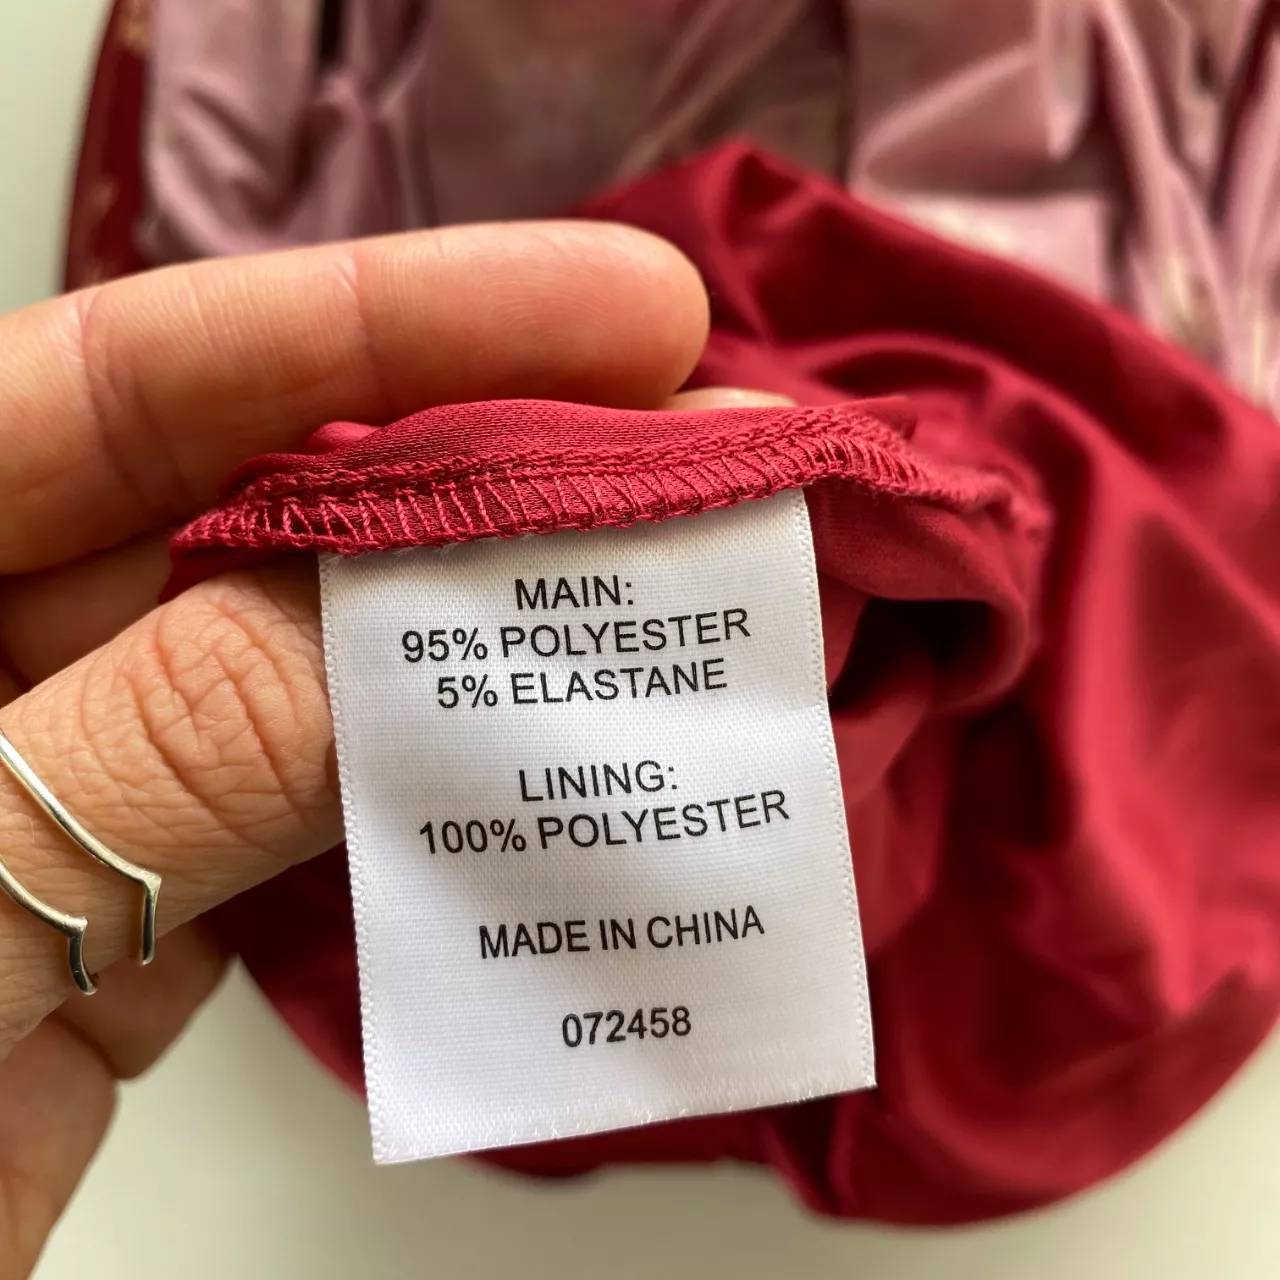 MAIN:
95% POLYESTER
5% ELASTANE
LINING:
100% POLYESTER
MADE IN CHINA
072458